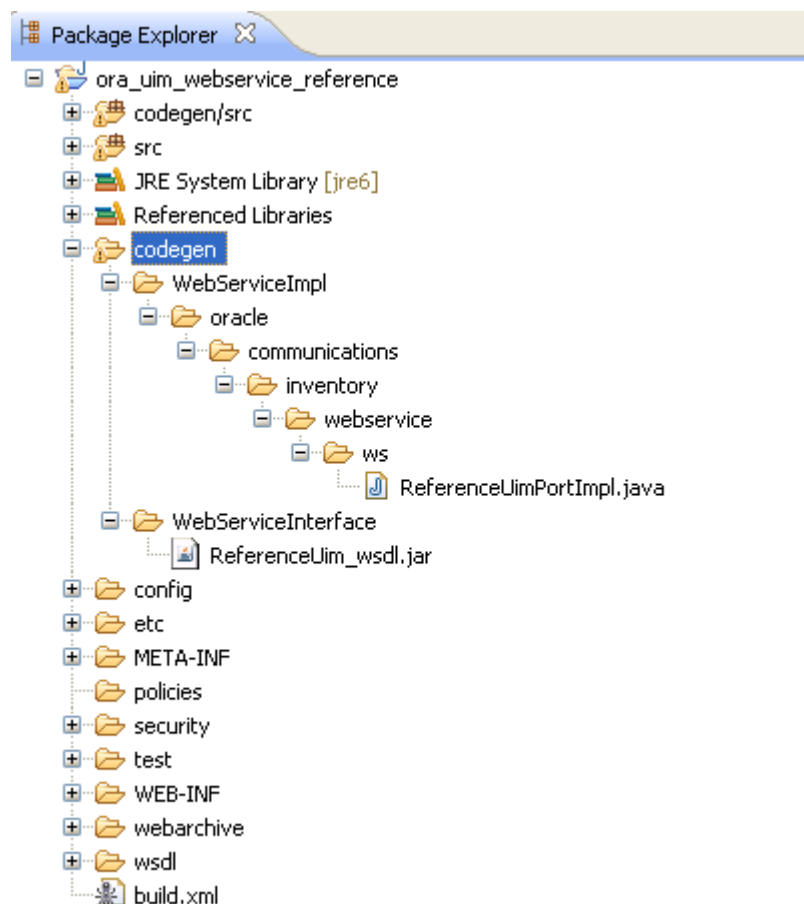 Package Explorer
ora_uim_webservice_reference
codegen/src
src
JRE System Library [jre6]
Referenced Libraries
codegen
WebServiceImpl
oracle
communications
inventory
webservice
ws
ReferenceUimPortImpl.java
WebServiceInterface
ReferenceUim_wsdl.jar
config
etc
META-INF
policies
security
test
WEB-INF
webarchive
wsdl
build.xml